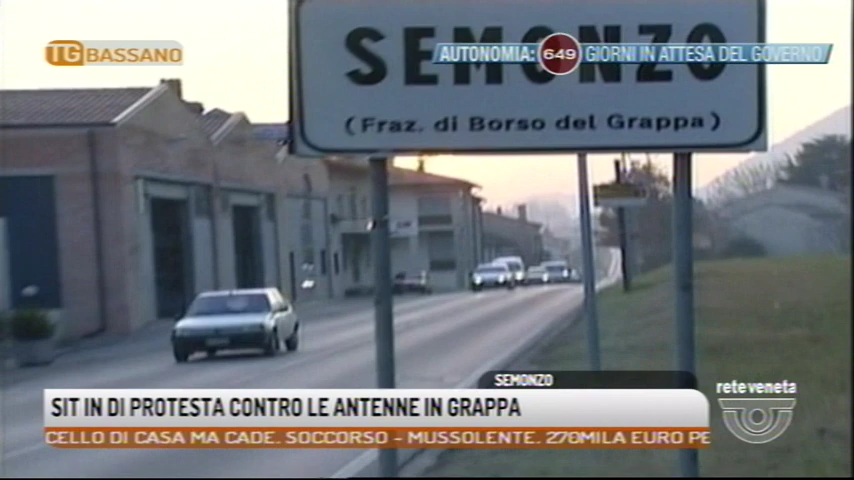 TG BASSANO
AUTONOMIA: 649 GIORNI IN ATTESA DEL GOVERNO
SEMONZO
(Fraz. di Borso del Grappa)
SEMONZO
SIT IN DI PROTESTA CONTRO LE ANTENNE IN GRAPPA
rete veneta
CELLO DI CASA MA CADE. SOCCORSO - MUSSOLENTE. 270MILA EURO PE